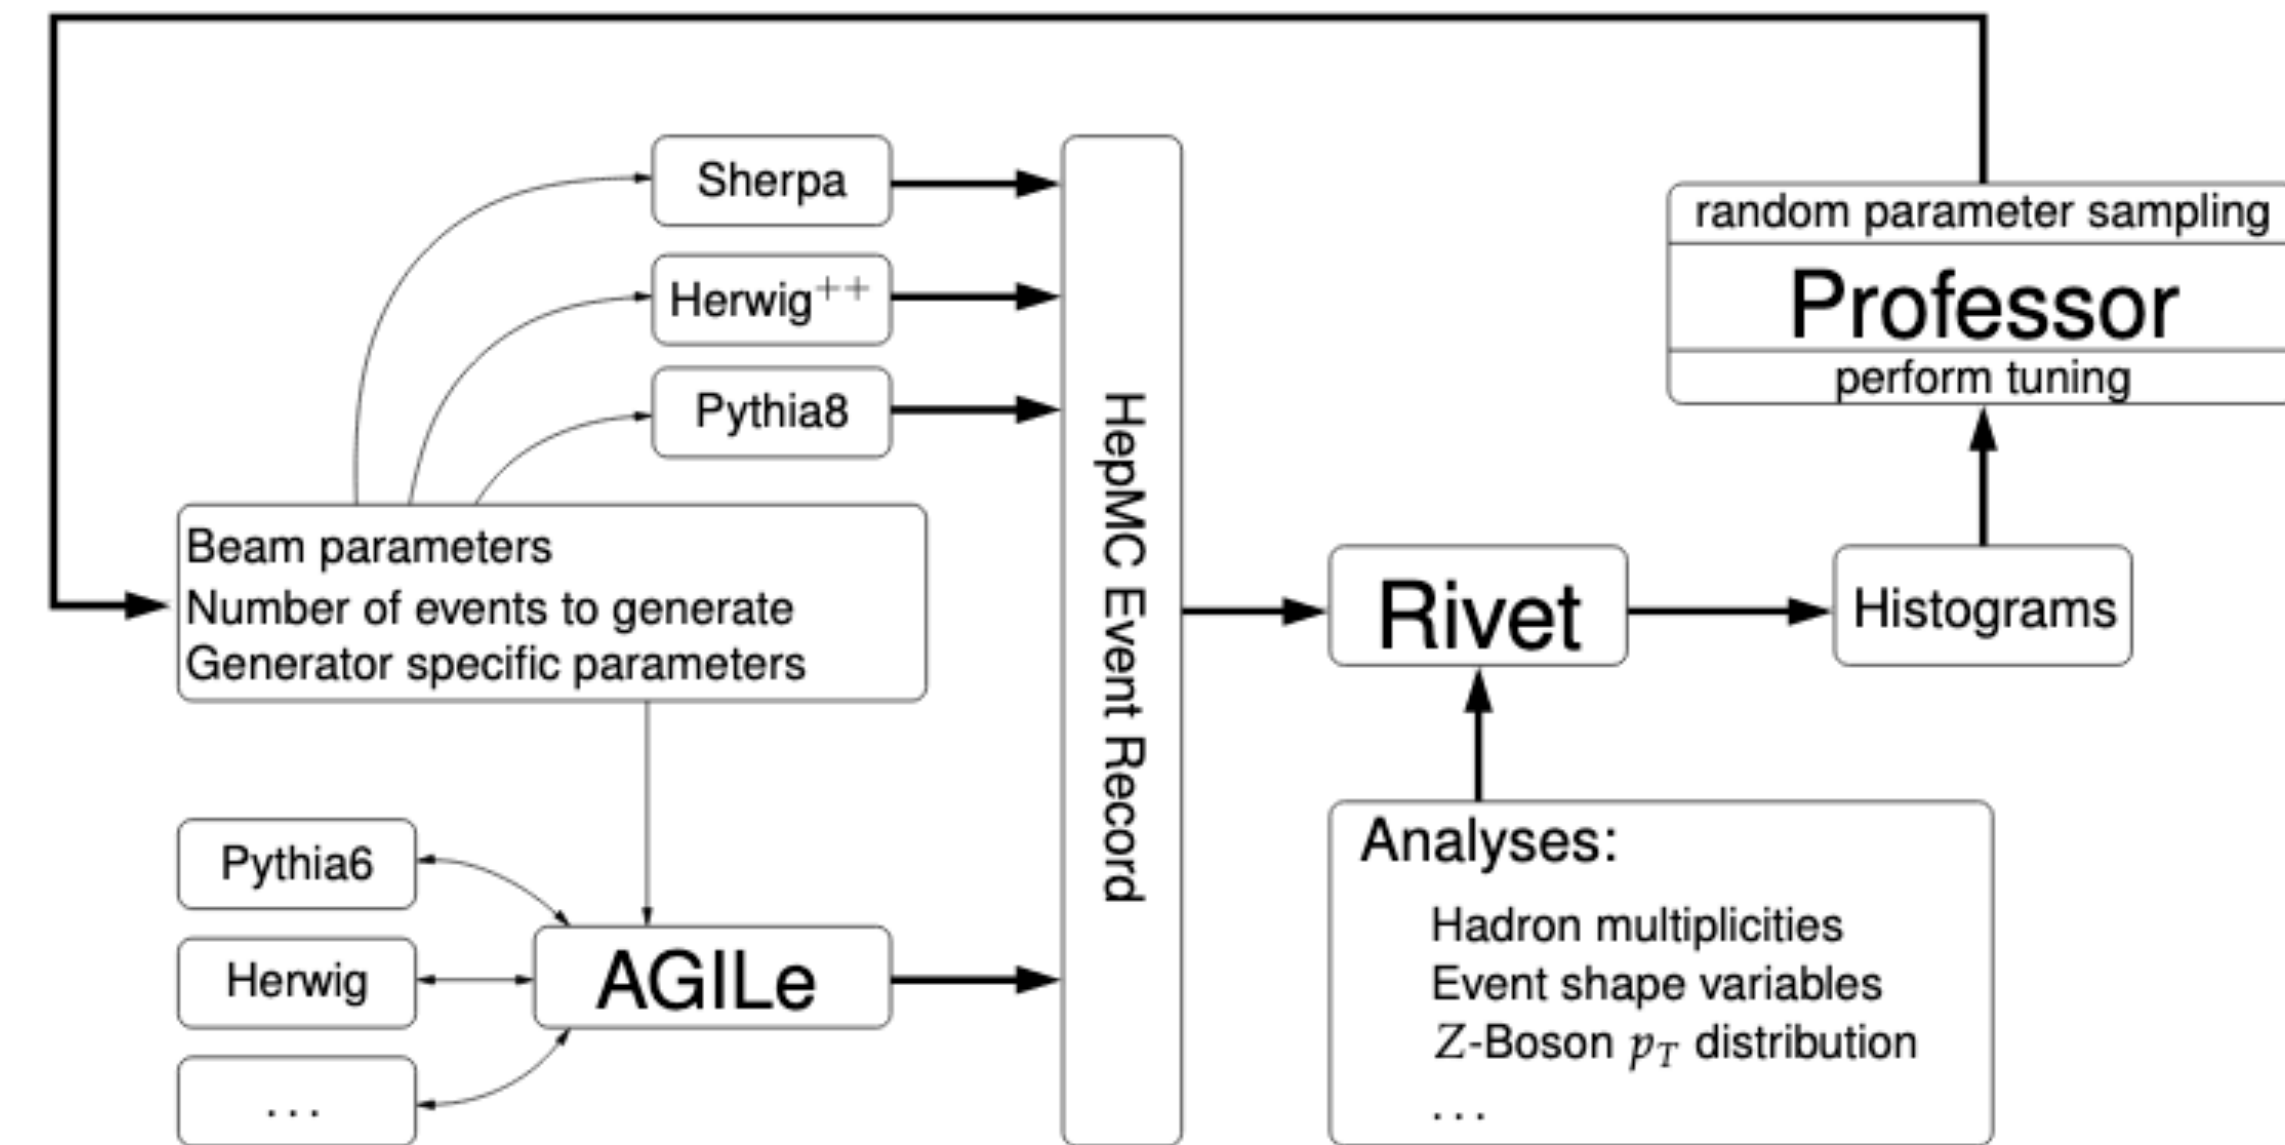 Sherpa
Herwig++
Pythia8
Beam parameters
Number of events to generate
Generator specific parameters
Pythia6
Herwig
...
AGILe
HepMC Event Record
Rivet
Histograms
random parameter sampling
Professor
perform tuning
Analyses:
Hadron multiplicities
Event shape variables
Z-Boson p_T distribution
...